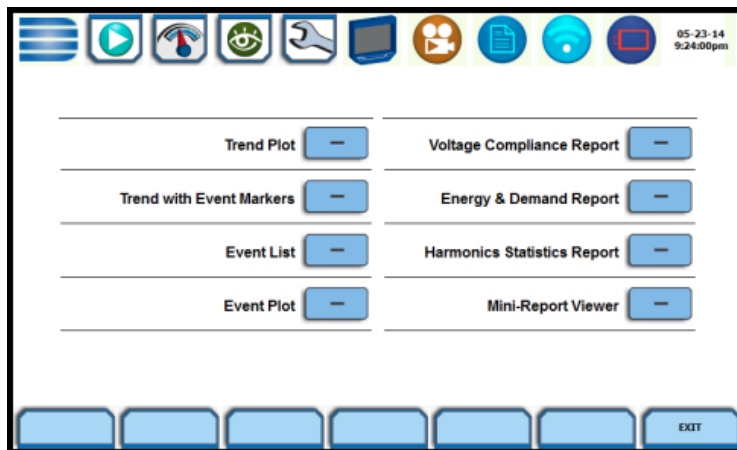 05-23-14
9:24:00pm
Trend Plot
Voltage Compliance Report
Trend with Event Markers
Energy & Demand Report
Event List
Harmonics Statistics Report
Event Plot
Mini-Report Viewer
EXIT